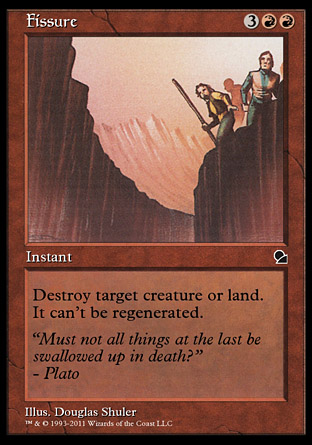 Fissure 3
Instant
Destroy target creature or land.
It can't be regenerated.
“Must not all things at the last be
swallowed up in death?”
- Plato
Illus. Douglas Shuler
™ & © 1993-2011 Wizards of the Coast LLC